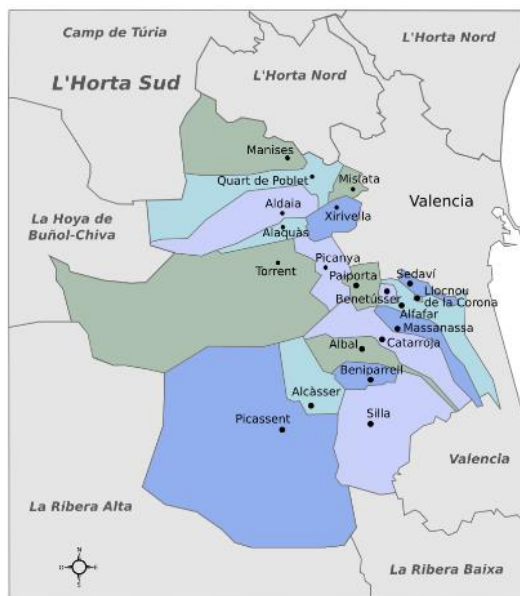 Camp de Túria
L'Horta Nord
L'Horta Sud
L'Horta Nord
Manises
Quart de Poblet
Mislata
Aldaia
Xirivella
Valencia
La Hoya de
Buñol-Chiva
Alaquàs
Picanya
Torrent
Paiporta
Sedaví
Benetússer
Llocnou
de la Corona
Alfafar
Massanassa
Catarroja
Albal
Beniparrell
Alcàsser
Picassent
Silla
Valencia
La Ribera Alta
La Ribera Baixa
N
O
E
S